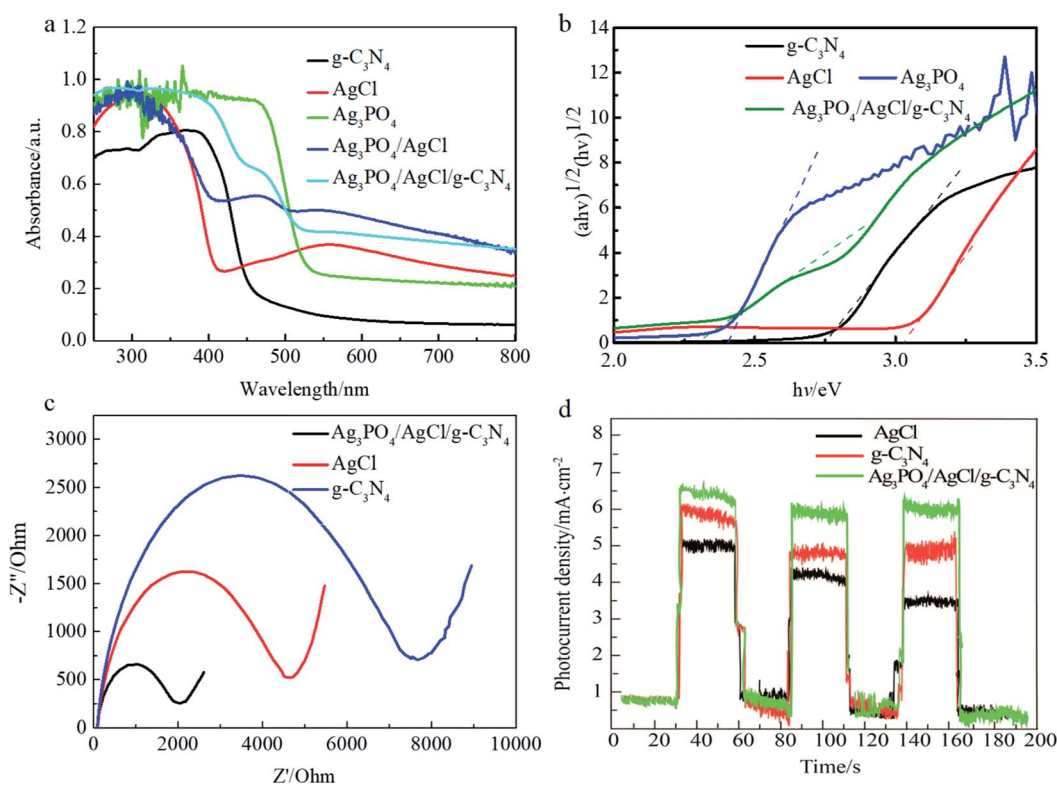 a
g-C₃N₄
AgCl
Ag₃PO₄
Ag₃PO₄/AgCl
Ag₃PO₄/AgCl/g-C₃N₄
Absorbance/a.u.
1.2
1.0
0.8
0.6
0.4
0.2
0.0
300 400 500 600 700 800
Wavelength/nm
b
g-C₃N₄
AgCl Ag₃PO₄
Ag₃PO₄/AgCl/g-C₃N₄
(ahv)^1/2(hv)^1/2
14
12
10
8
6
4
2
0
2.0 2.5 3.0 3.5
hv/eV
c
Ag₃PO₄/AgCl/g-C₃N₄
AgCl
g-C₃N₄
-Z"/Ohm
3000
2500
2000
1500
1000
500
0
0 2000 4000 6000 8000 10000
Z'/Ohm
d
AgCl
g-C₃N₄
Ag₃PO₄/AgCl/g-C₃N₄
Photocurrent density/mA·cm⁻²
8
7
6
5
4
3
2
1
0 20 40 60 80 100 120 140 160 180 200
Time/s